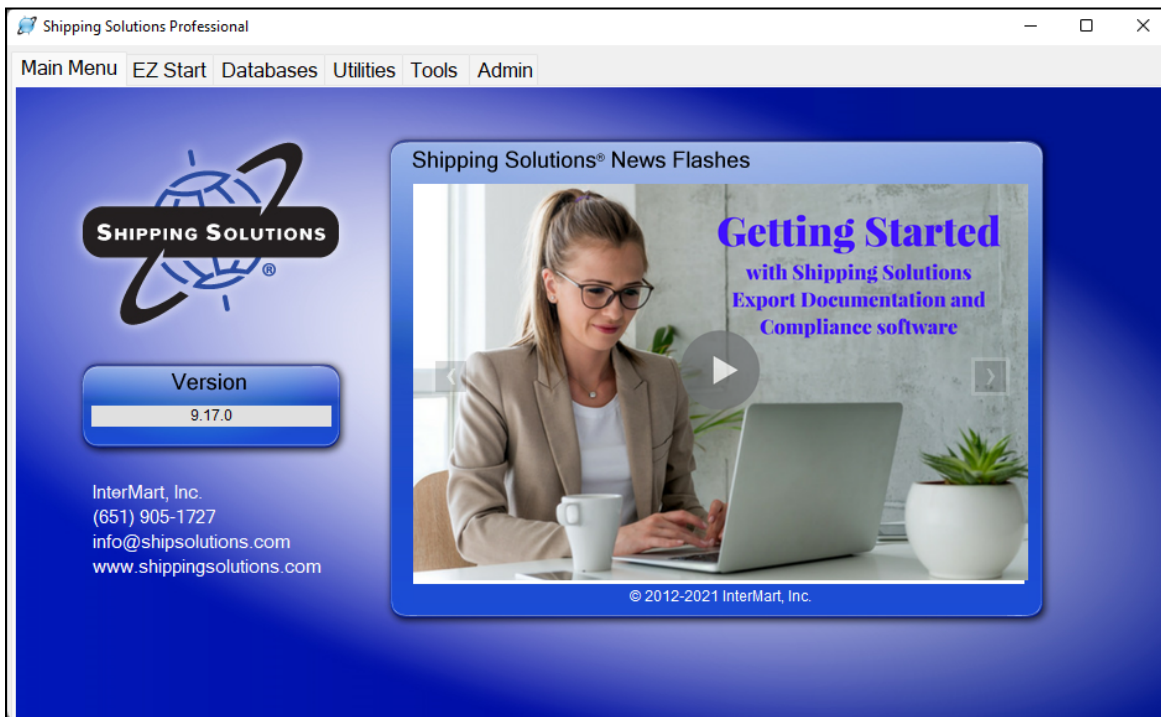 Shipping Solutions Professional
Main Menu EZ Start Databases Utilities Tools Admin
SHIPPING SOLUTIONS
®
Version
9.17.0
InterMart, Inc.
(651) 905-1727
info@shipsolutions.com
www.shippingsolutions.com
Shipping Solutions® News Flashes
Getting Started
with Shipping Solutions
Export Documentation and
Compliance software
© 2012-2021 InterMart, Inc.